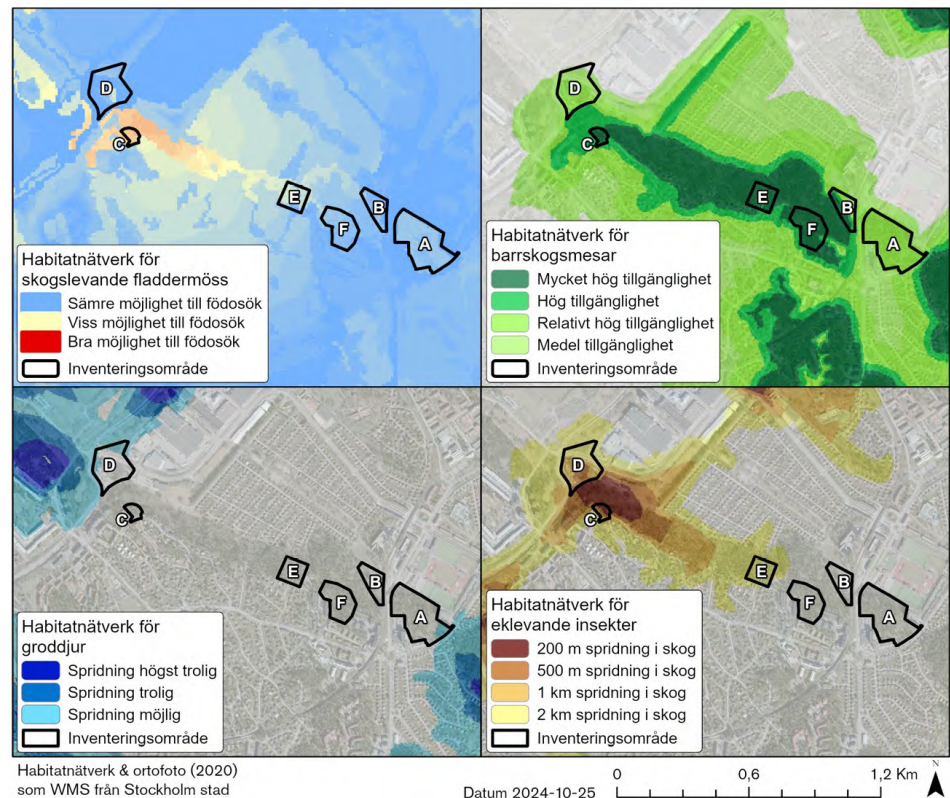 D
C
E
F
B
A
Habitatnätverk för
skogslevande fladdermöss
Sämre möjlighet till födosök
Viss möjlighet till födosök
Bra möjlighet till födosök
Inventeringsområde
D
C
E
F
B
A
Habitatnätverk för
barrskogsmesar
Mycket hög tillgänglighet
Hög tillgänglighet
Relativt hög tillgänglighet
Medel tillgänglighet
Inventeringsområde
D
C
E
F
B
A
Habitatnätverk för
groddjur
Spridning högst trolig
Spridning trolig
Spridning möjlig
Inventeringsområde
D
C
E
F
B
A
Habitatnätverk för
eklevande insekter
200 m spridning i skog
500 m spridning i skog
1 km spridning i skog
2 km spridning i skog
Inventeringsområde
Habitatnätverk & ortofoto (2020)
som WMS från Stockholm stad
Datum 2024-10-25
0 0,6 1,2 Km
N